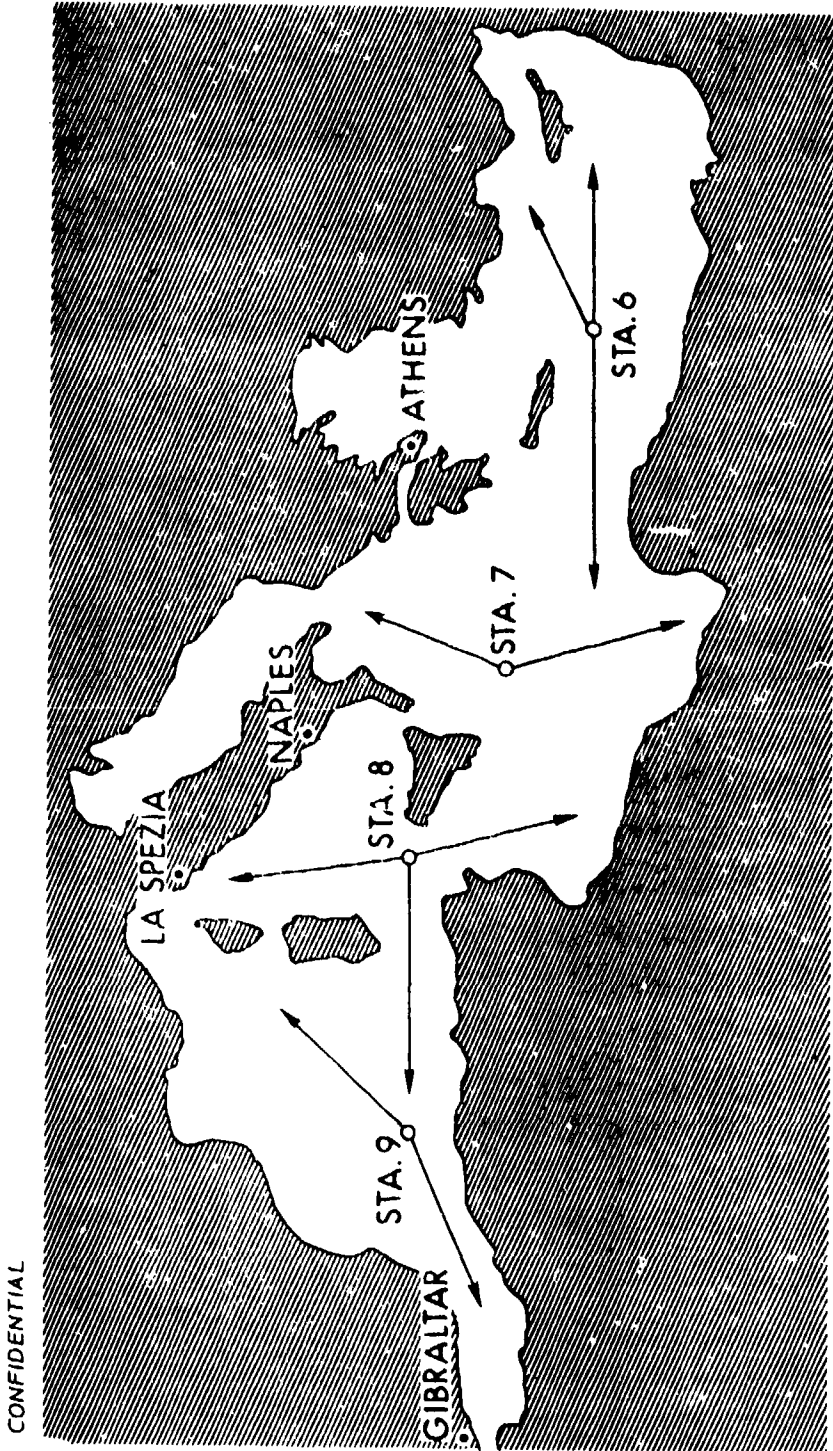 CONFIDENTIAL
GIBRALTAR
STA. 9
LA SPEZIA
STA. 8
NAPLES
STA. 7
ATHENS
STA. 6